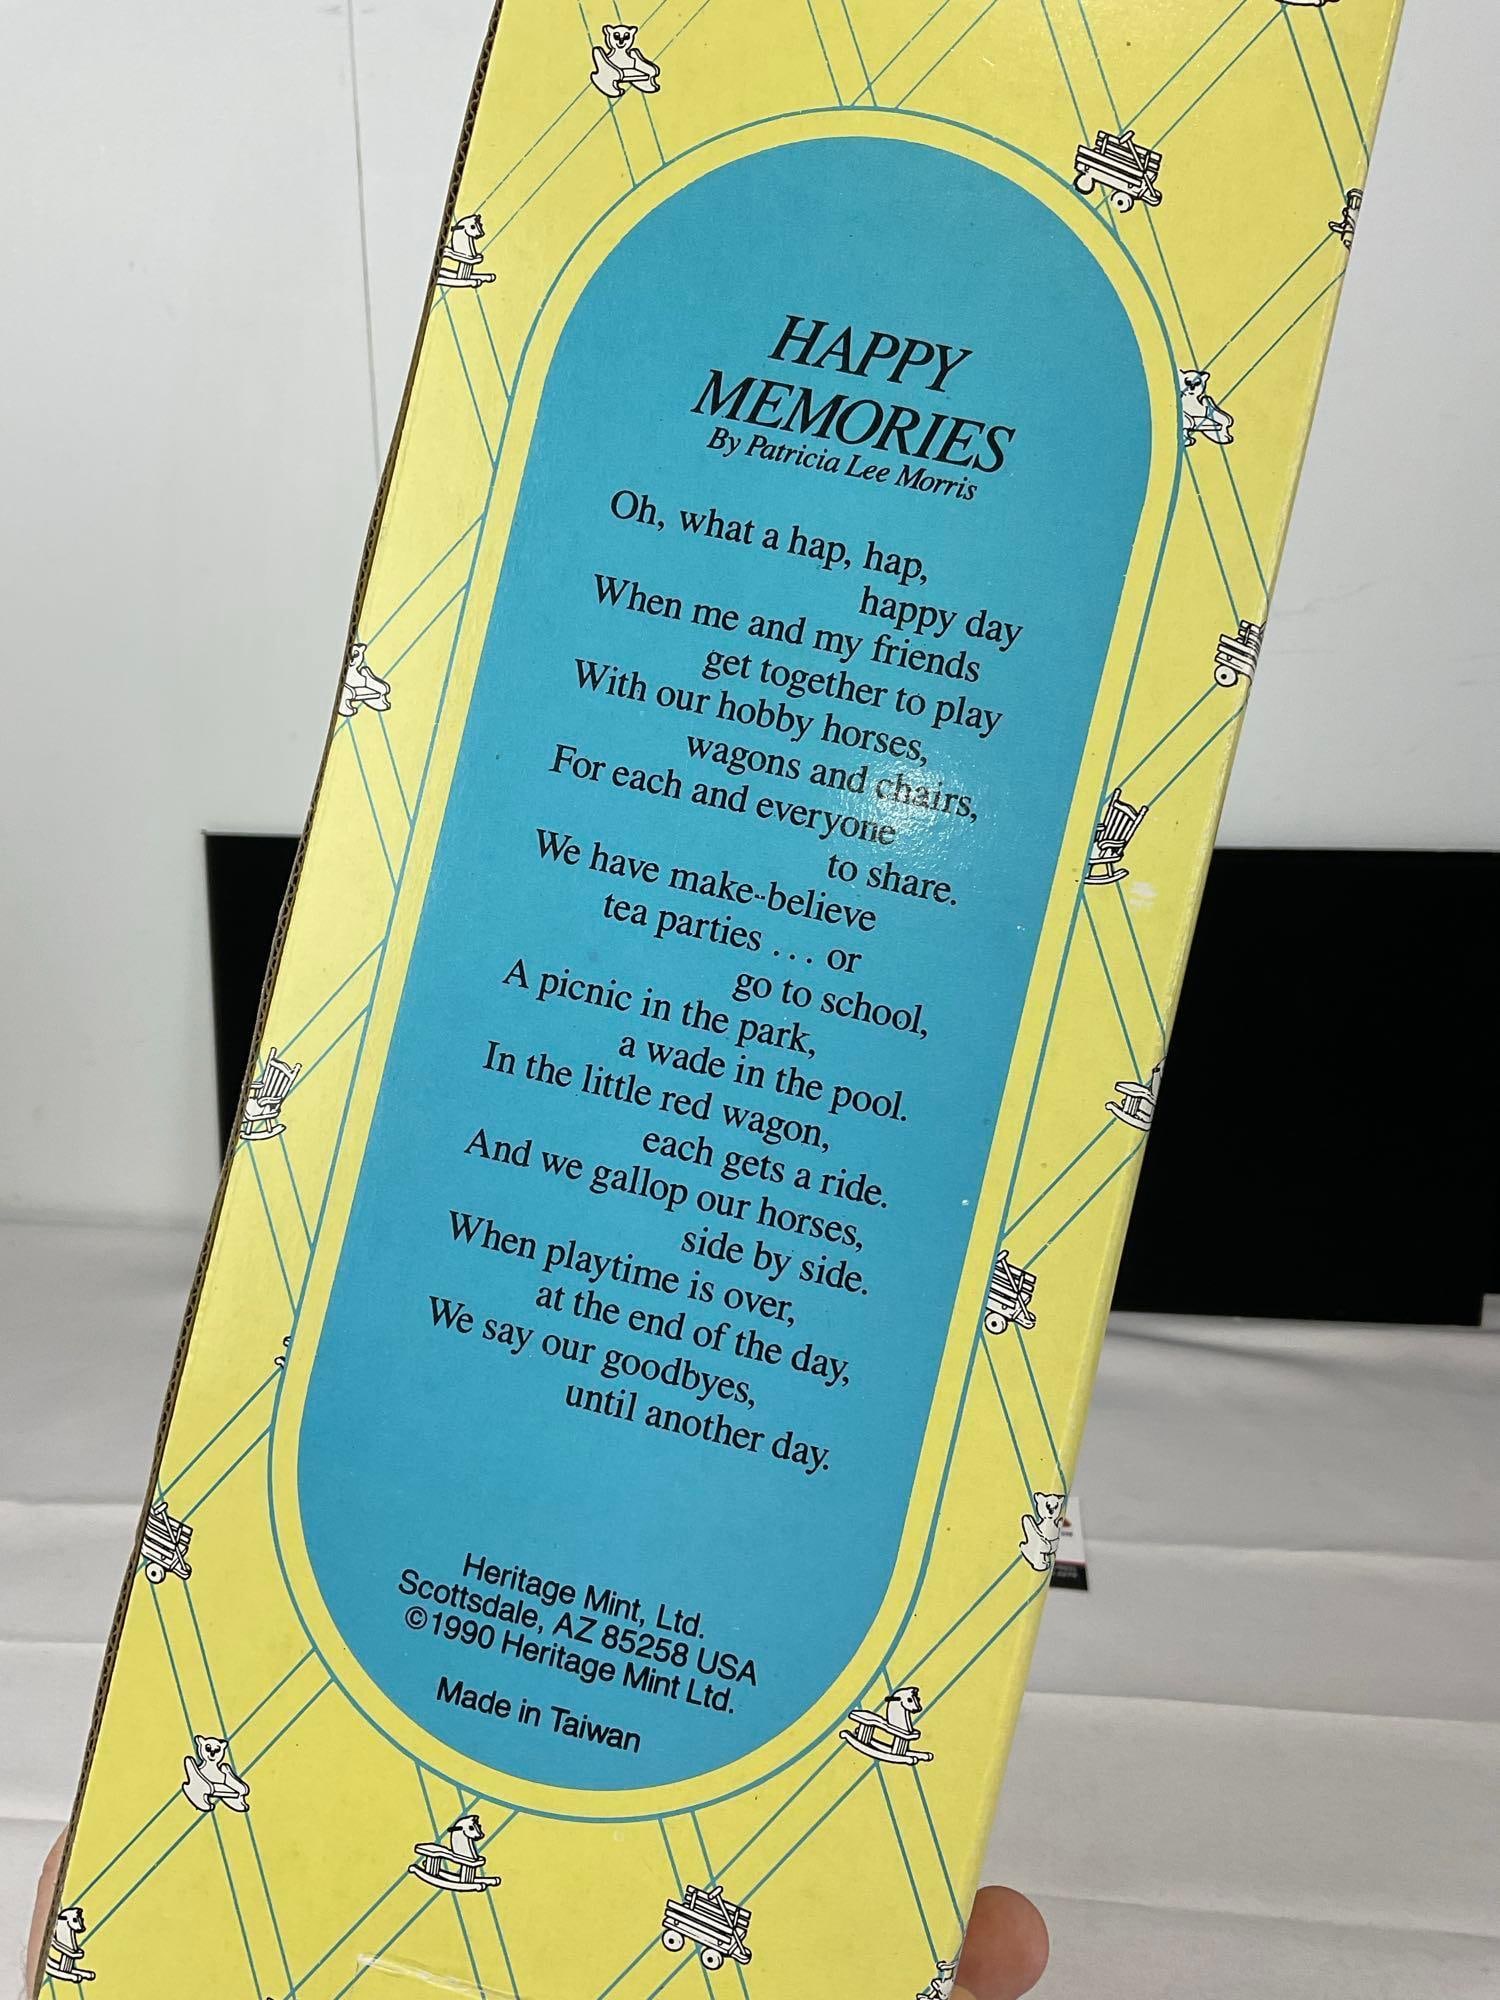 HAPPY
MEMORIES
By Patricia Lee Morris
Oh, what a hap, hap,
happy day
When me and my friends
get together to play
With our hobby horses,
wagons and chairs,
For each and everyone
to share.
We have make-believe
tea parties ... or
go to school,
A picnic in the park,
a wade in the pool.
In the little red wagon,
each gets a ride.
And we gallop our horses,
side by side.
When playtime is over,
at the end of the day,
We say our goodbyes,
until another day.
Heritage Mint, Ltd.
Scottsdale, AZ 85258 USA
©1990 Heritage Mint Ltd.
Made in Taiwan